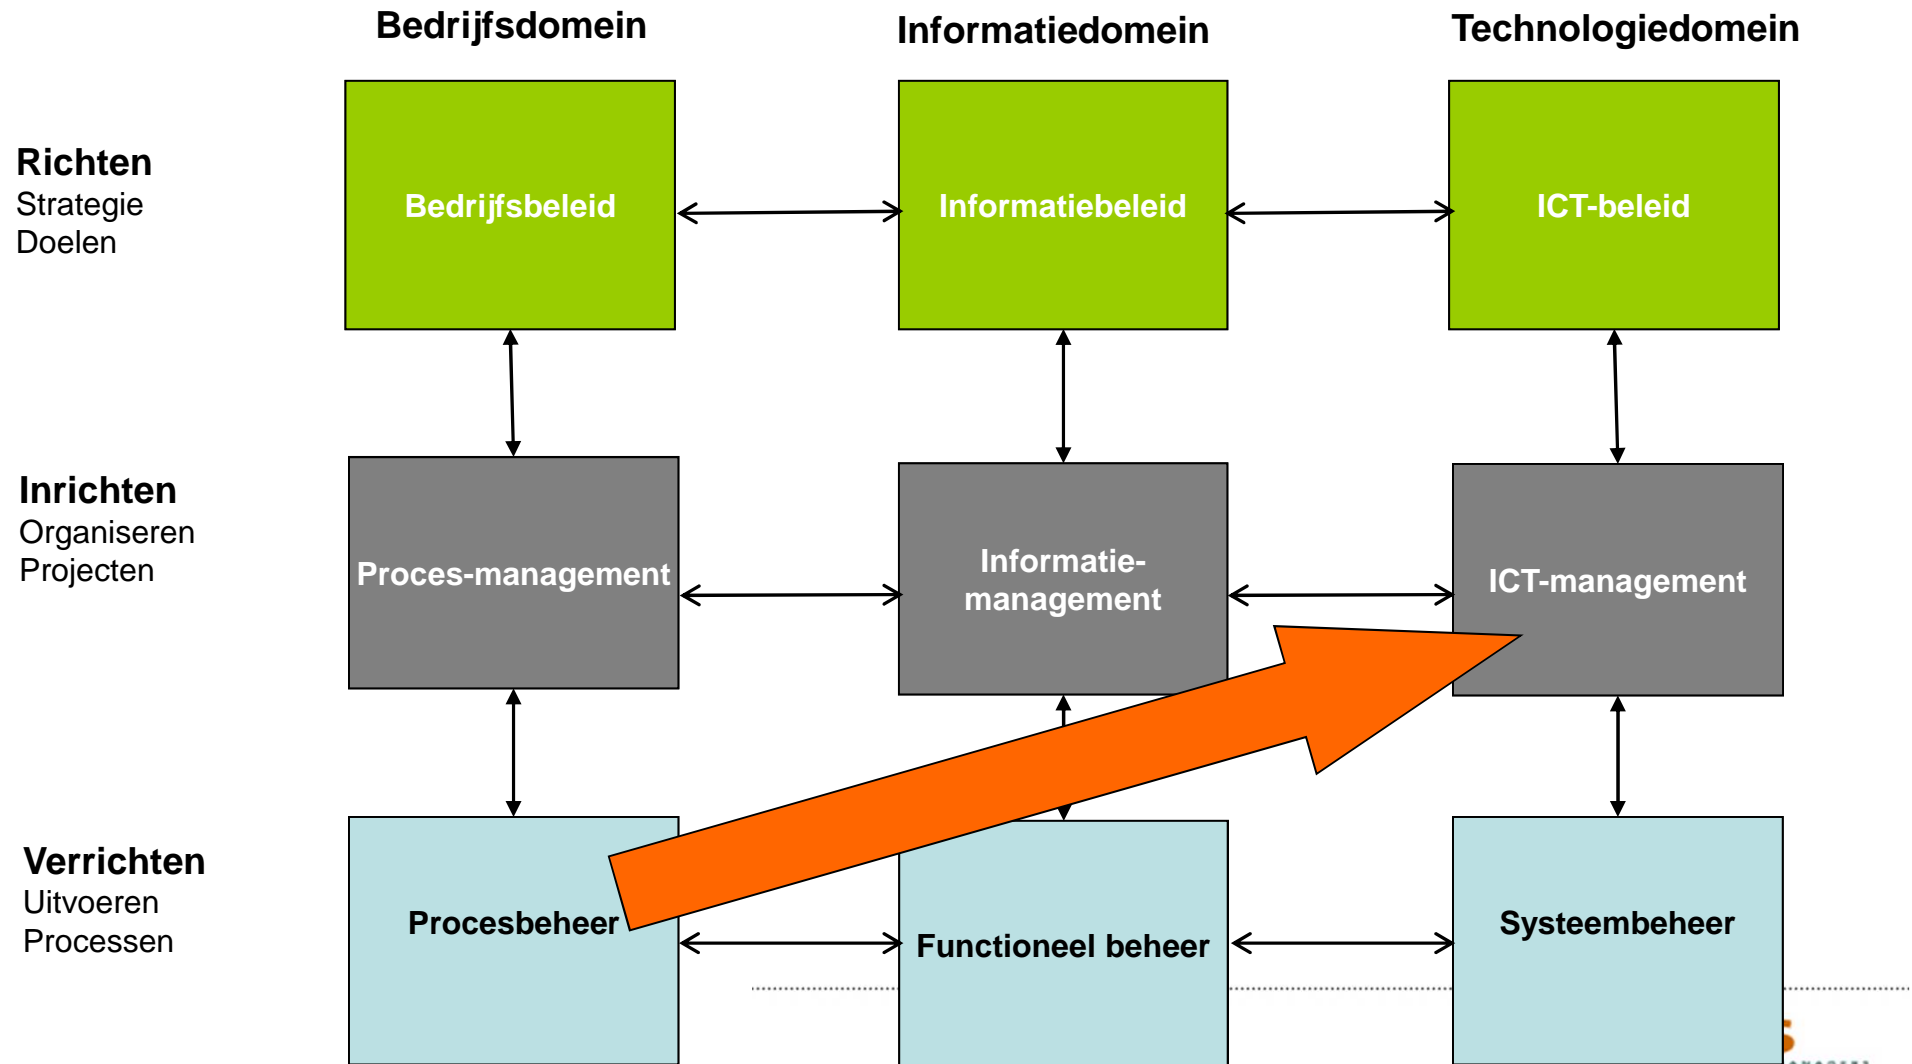 Bedrijfsdomein
Informatiedomein
Technologiedomein
Richten
Strategie
Doelen
Bedrijfsbeleid
Informatiebeleid
ICT-beleid
Inrichten
Organiseren
Projecten
Proces-management
Informatie-
management
ICT-management
Verrichten
Uitvoeren
Processen
Procesbeheer
Functioneel beheer
Systeembeheer